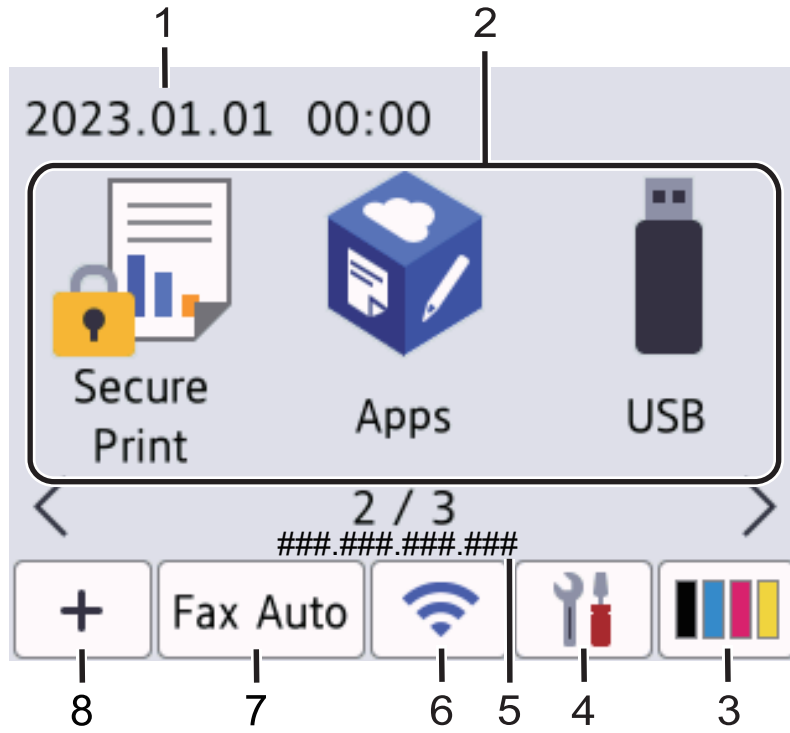 1 2
2023.01.01 00:00
Secure
Print
Apps
USB
2 / 3
###.###.###.###
Fax Auto
8 7 6 5 4 3